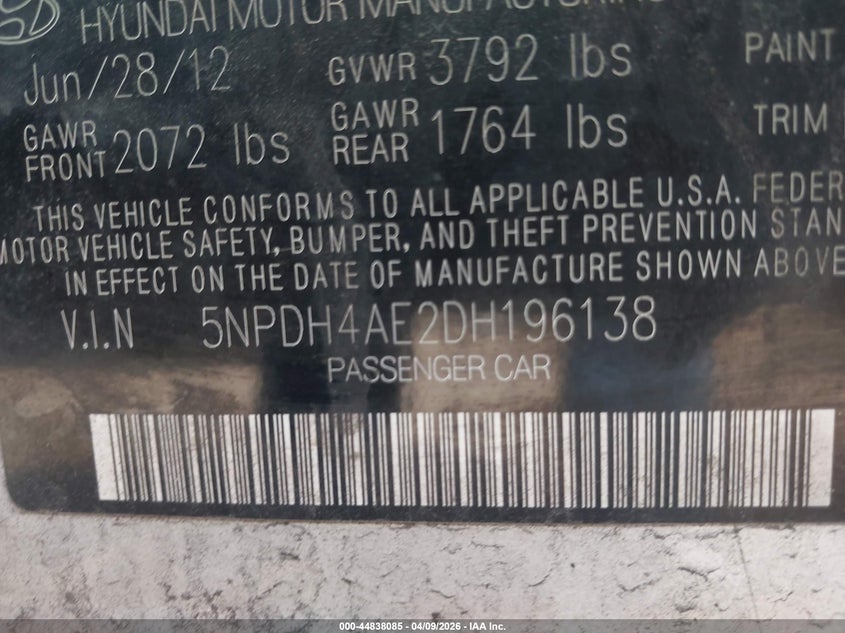 HYUNDAI MOTOR MANUFACTURING
Jun/28/12 GVWR 3792 lbs PAINT
GAWR FRONT 2072 lbs GAWR REAR 1764 lbs TRIM
THIS VEHICLE CONFORMS TO ALL APPLICABLE U.S.A. FEDER
MOTOR VEHICLE SAFETY, BUMPER, AND THEFT PREVENTION STAN
IN EFFECT ON THE DATE OF MANUFACTURE SHOWN ABOVE
V.I.N 5NPDH4AE2DH196138
PASSENGER CAR
000-44838085 - 04/09/2026 - IAA Inc.